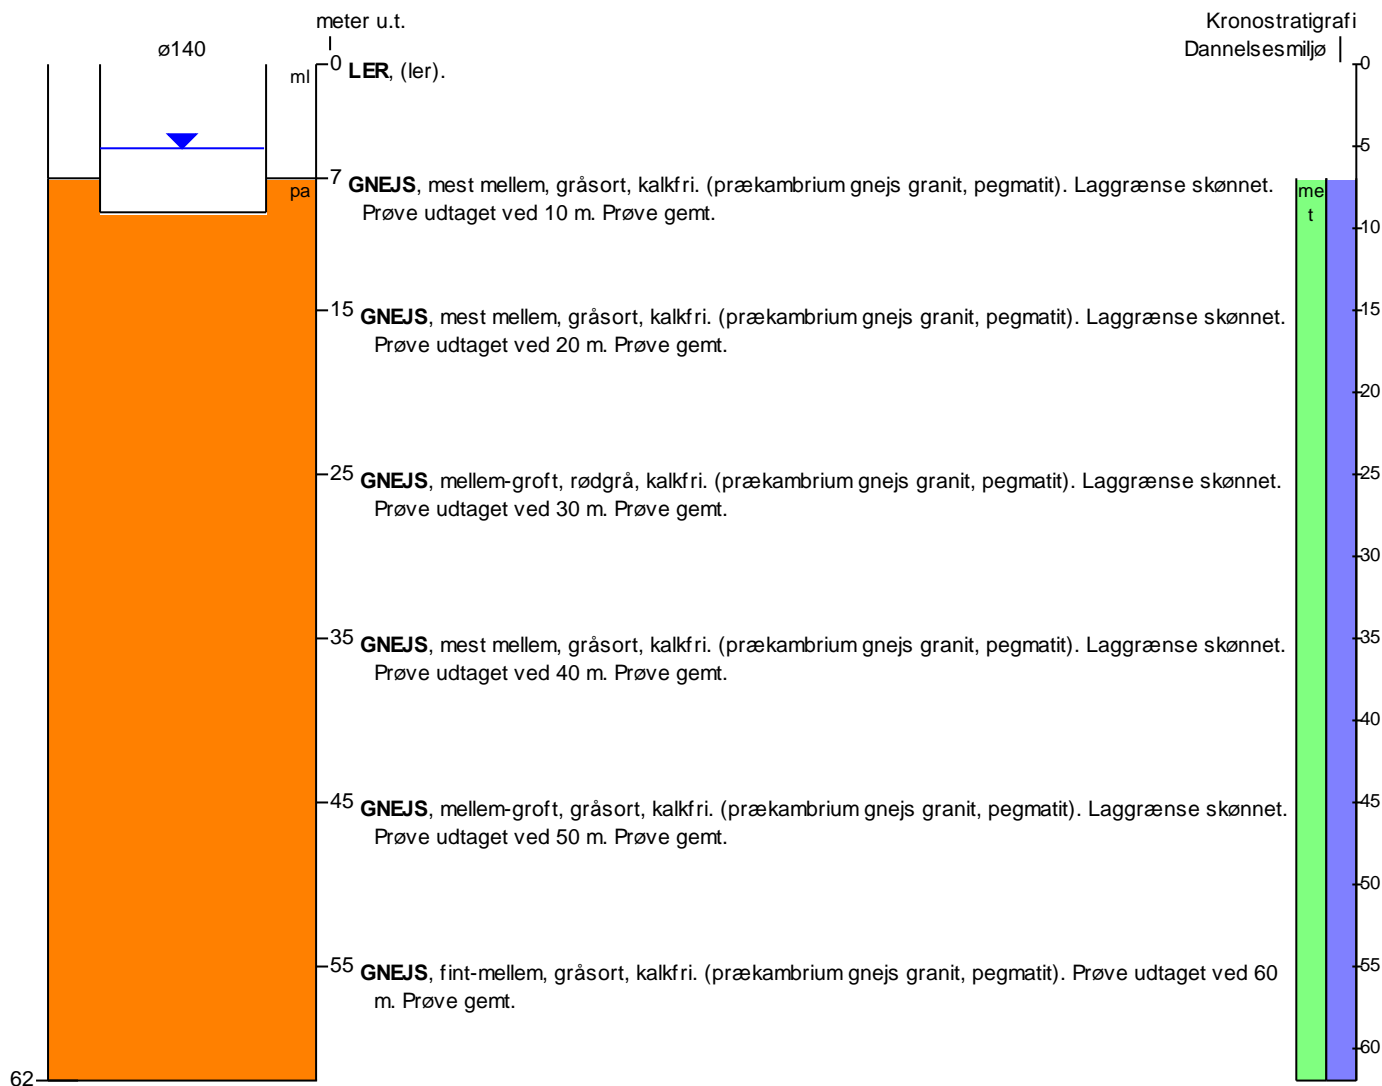 meter u.t.
Kronostratigrafi
Dannelsesmiljø
ø140
ml
0 LER, (ler).
0
5
7 GNEJS, mest mellem, gråsort, kalkfri. (prækambrium gnejs granit, pegmatit). Laggrænse skønnet.
Prøve udtaget ved 10 m. Prøve gemt.
pa
me
t
10
15 GNEJS, mest mellem, gråsort, kalkfri. (prækambrium gnejs granit, pegmatit). Laggrænse skønnet.
Prøve udtaget ved 20 m. Prøve gemt.
15
20
25 GNEJS, mellem-groft, rødgrå, kalkfri. (prækambrium gnejs granit, pegmatit). Laggrænse skønnet.
Prøve udtaget ved 30 m. Prøve gemt.
25
30
35 GNEJS, mest mellem, gråsort, kalkfri. (prækambrium gnejs granit, pegmatit). Laggrænse skønnet.
Prøve udtaget ved 40 m. Prøve gemt.
35
40
45 GNEJS, mellem-groft, gråsort, kalkfri. (prækambrium gnejs granit, pegmatit). Laggrænse skønnet.
Prøve udtaget ved 50 m. Prøve gemt.
45
50
55 GNEJS, fint-mellem, gråsort, kalkfri. (prækambrium gnejs granit, pegmatit). Prøve udtaget ved 60
m. Prøve gemt.
55
60
62